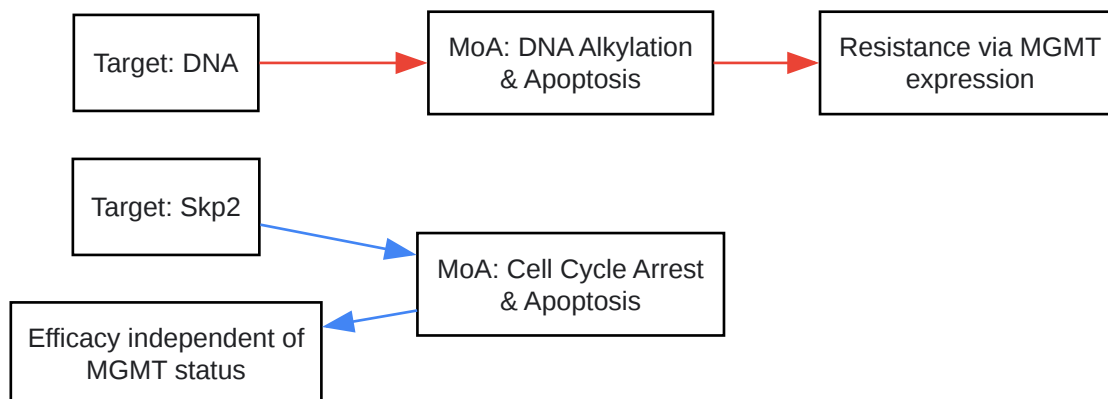 Target: DNA
MoA: DNA Alkylation
& Apoptosis
Resistance via MGMT
expression
Target: Skp2
MoA: Cell Cycle Arrest
& Apoptosis
Efficacy independent of
MGMT status